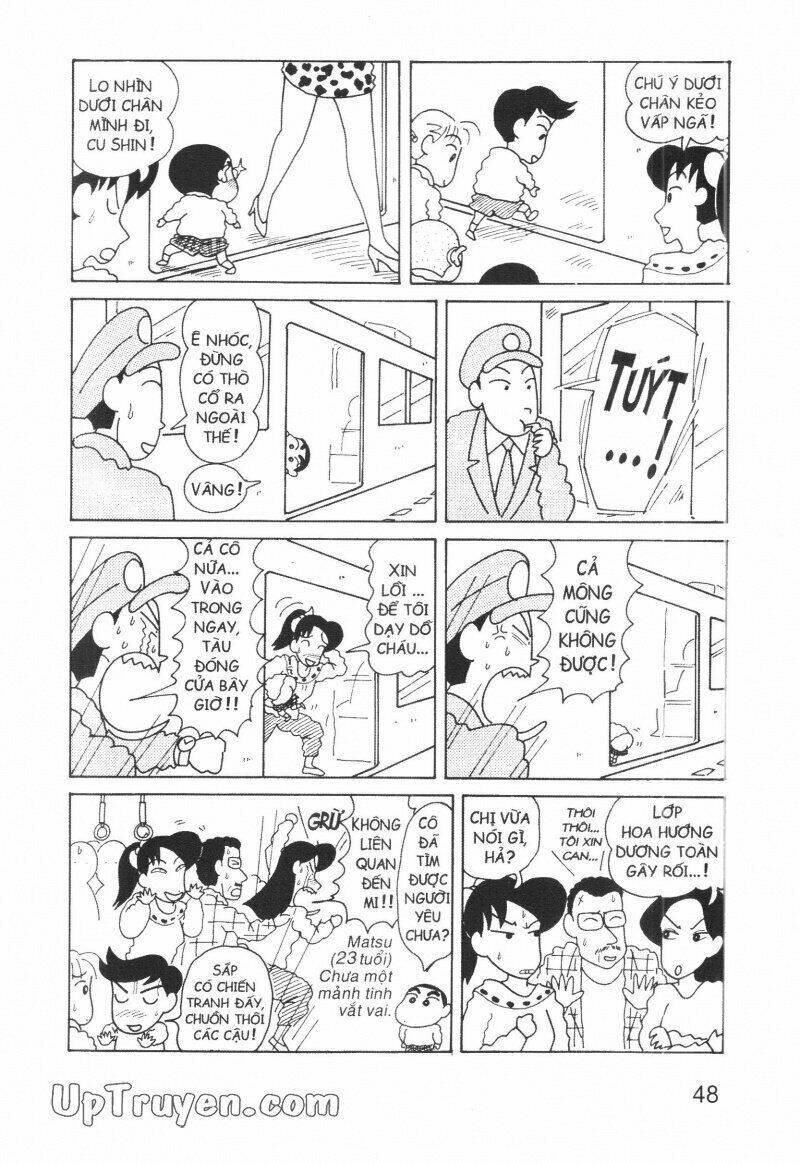 CHÚ Ý DƯỚI
CHÂN KẺO
VẤP NGÃ!
LO NHÌN
DƯỚI CHÂN
MÌNH ĐI,
CU SHIN!
TUÝT
...!
Ê NHÓC,
ĐỪNG
CÓ THÒ
CỔ RA
NGOÀI
THẾ!
VÂNG!
CẢ
MÔNG
CŨNG
KHÔNG
ĐƯỢC!
XIN
LỖI ...
ĐỂ TÔI
DẠY DỖ
CHÁU...
CẢ CÔ
NỮA...
VÀO
TRONG
NGAY,
TÀU
ĐÓNG
CỬA BÂY
GIỜ!!
LỚP
HOA HƯỚNG
DƯƠNG TOÀN
GÂY RỐI...!
THÔI
THÔI...
TÔI XIN
CAN...
CHỊ VỪA
NÓI GÌ,
HẢ?
CÔ
ĐÃ
TÌM
ĐƯỢC
NGƯỜI
YÊU
CHƯA?
KHÔNG
LIÊN
QUAN
ĐẾN
MI!!
GRỪ
Matsu
(23 tuổi)
Chưa một
mảnh tình
vắt vai.
SẮP
CÓ CHIẾN
TRANH ĐẤY,
CHUỒN THÔI
CÁC CẬU!
UpTruyen.com
48